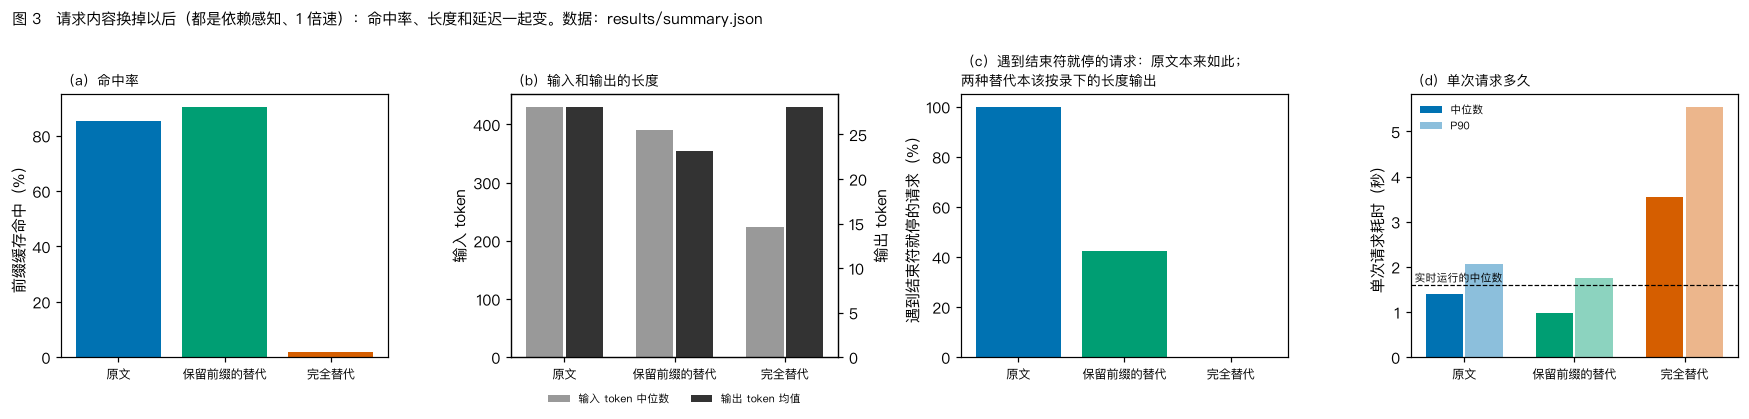 图 3　请求内容换掉以后（都是依赖感知、1 倍速）：命中率、长度和延迟一起变。数据：results/summary.json
（a）命中率
前缀缓存命中（%）
80
60
40
20
0
原文
保留前缀的替代
完全替代
（b）输入和输出的长度
输入 token
400
300
200
100
0
25
20
15
10
5
0
输出 token
原文
保留前缀的替代
完全替代
输入 token 中位数
输出 token 均值
（c）遇到结束符就停的请求：原文本来如此；
两种替代本该按录下的长度输出
遇到结束符就停的请求（%）
100
80
60
40
20
0
原文
保留前缀的替代
完全替代
（d）单次请求多久
中位数
P90
单次请求耗时（秒）
5
4
3
2
1
0
实时运行的中位数
原文
保留前缀的替代
完全替代